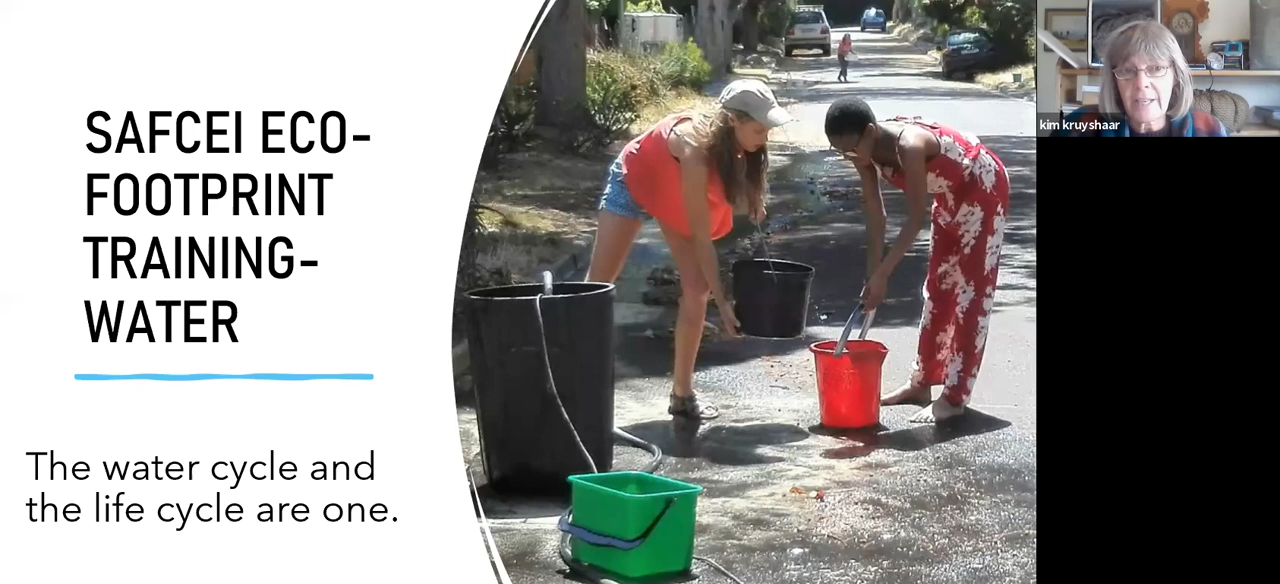 SAFCEI ECO-
FOOTPRINT
TRAINING-
WATER
The water cycle and
the life cycle are one.
kim kruyshaar